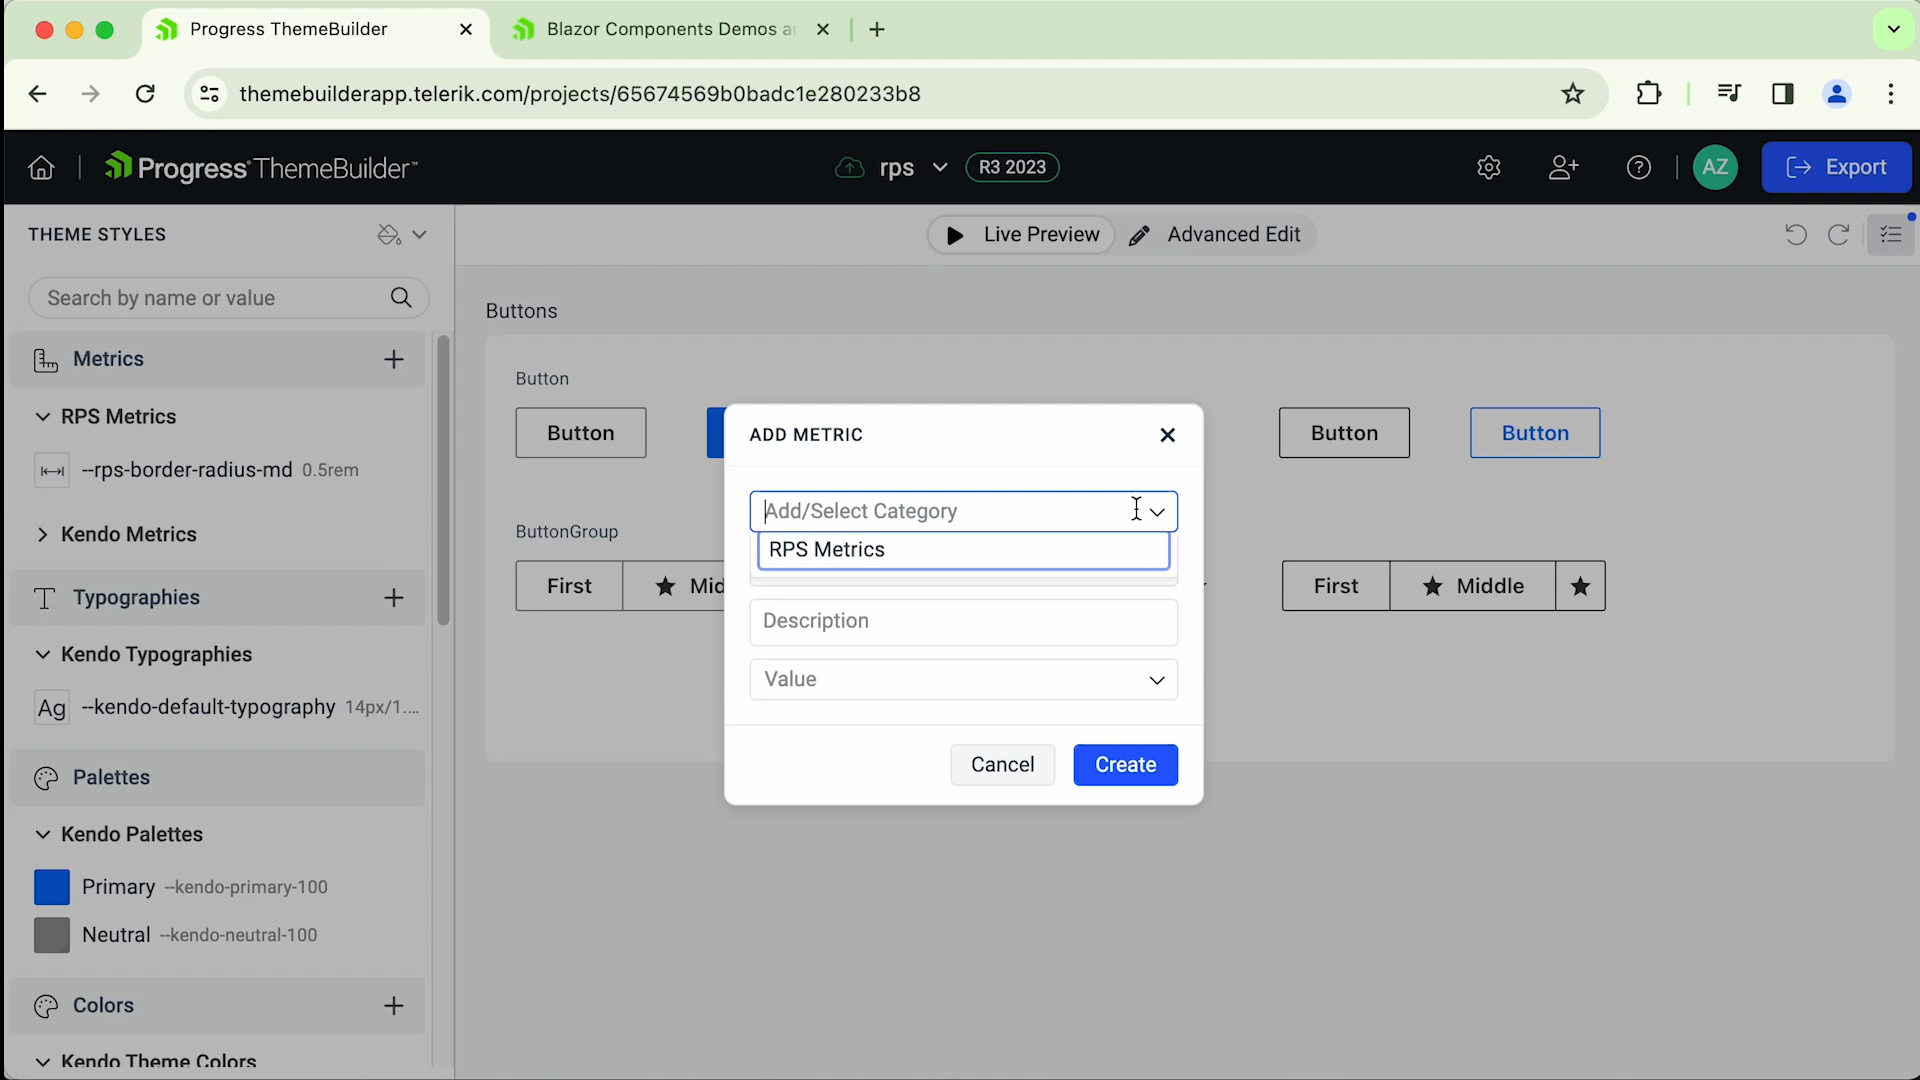 Progress ThemeBuilder
Blazor Components Demos ar
themebuilderapp.telerik.com/projects/65674569b0badc1e280233b8
Progress ThemeBuilder
rps
R3 2023
AZ
Export
THEME STYLES
Live Preview
Advanced Edit
Search by name or value
Buttons
Metrics
Button
RPS Metrics
Button
ADD METRIC
Button
Button
--rps-border-radius-md 0.5rem
Add/Select Category
Kendo Metrics
ButtonGroup
RPS Metrics
First
Mid
First
Middle
Typographies
Description
Kendo Typographies
Value
Ag
--kendo-default-typography 14px/1....
Cancel
Create
Palettes
Kendo Palettes
Primary --kendo-primary-100
Neutral --kendo-neutral-100
Colors
Kendo Theme Colors